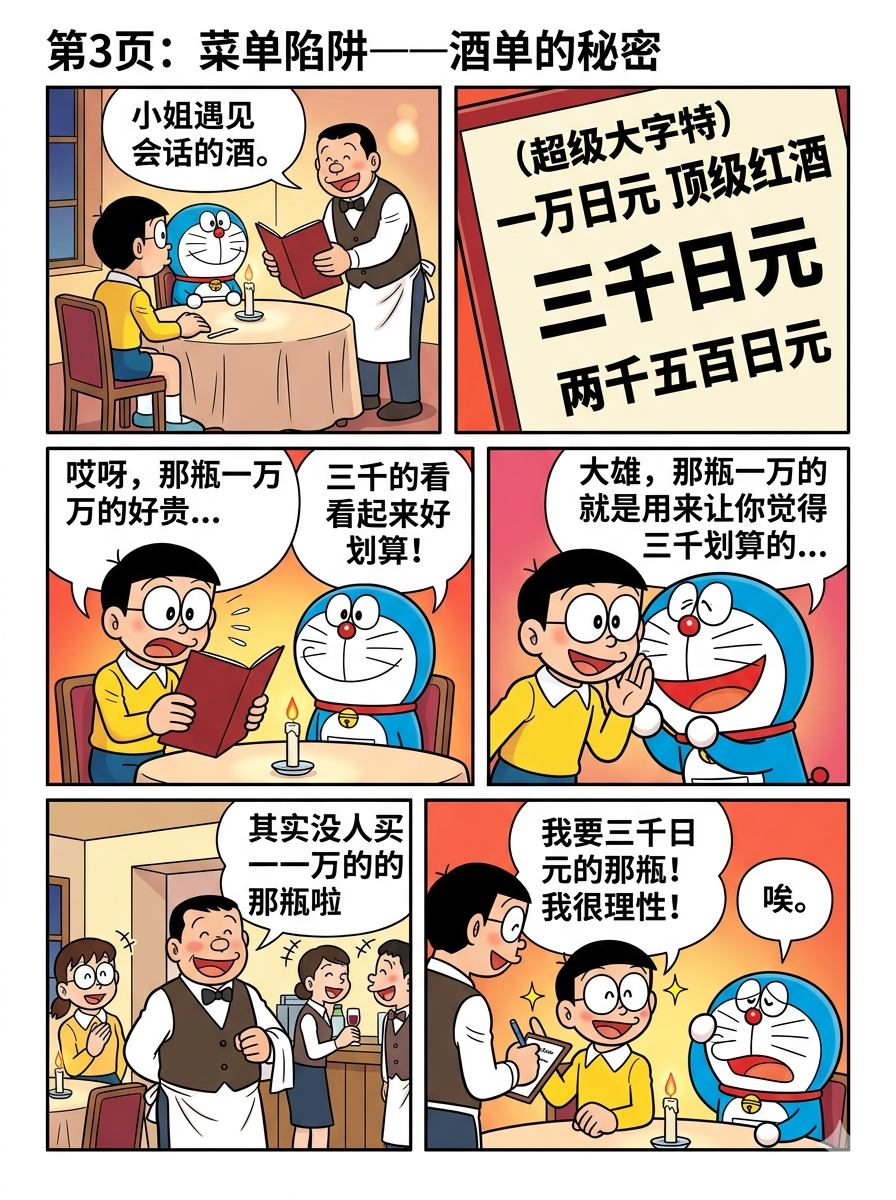 第3页：菜单陷阱——酒单的秘密
小姐遇见
会话的酒。
（超级大字特）
一万日元 顶级红酒
三千日元
两千五百日元
哎呀，那瓶一万
万的好贵...
三千的看
看起来好
划算！
大雄，那瓶一万的
就是用来让你觉得
三千划算的...
其实没人买
一一万的的
那瓶啦
我要三千日
元的那瓶！
我很理性！
唉。